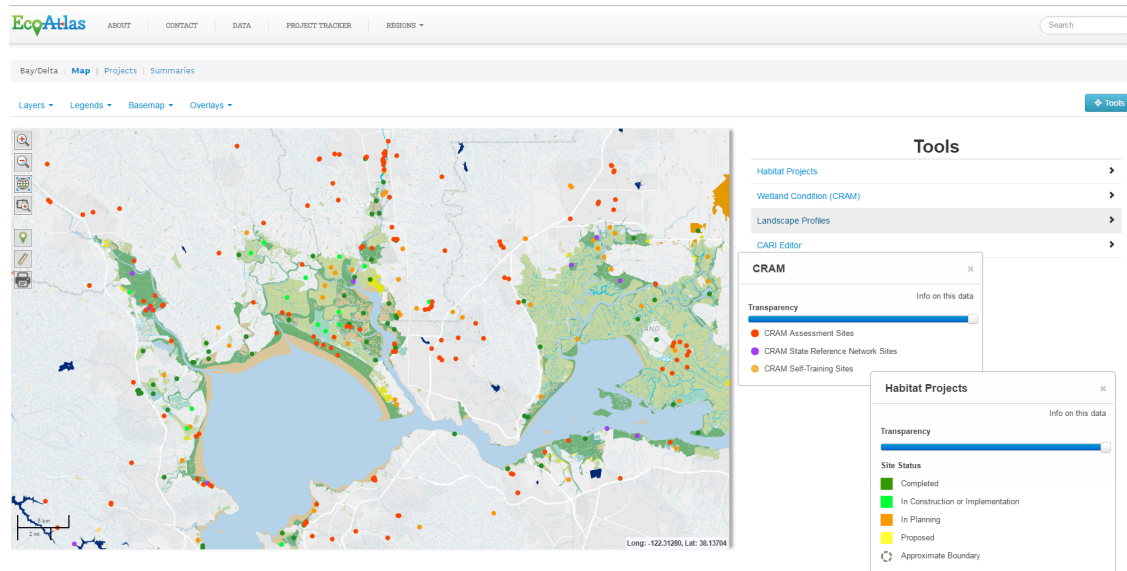 EcoAtlas ABOUT CONTACT DATA PROJECT TRACKER REGIONS Search
Bay/Delta : Map | Projects | Summaries
Layers Legends Basemap Overlays Tools
Tools
Habitat Projects
Wetland Condition (CRAM)
Landscape Profiles
CARI Editor
CRAM
Info on this data
Transparency
CRAM Assessment Sites
CRAM State Reference Network Sites
CRAM Self-Training Sites
Habitat Projects
Info on this data
Transparency
Site Status
Completed
In Construction or Implementation
In Planning
Proposed
Approximate Boundary
5 km
2 mi
Long: -122.31280, Lat: 38.13704